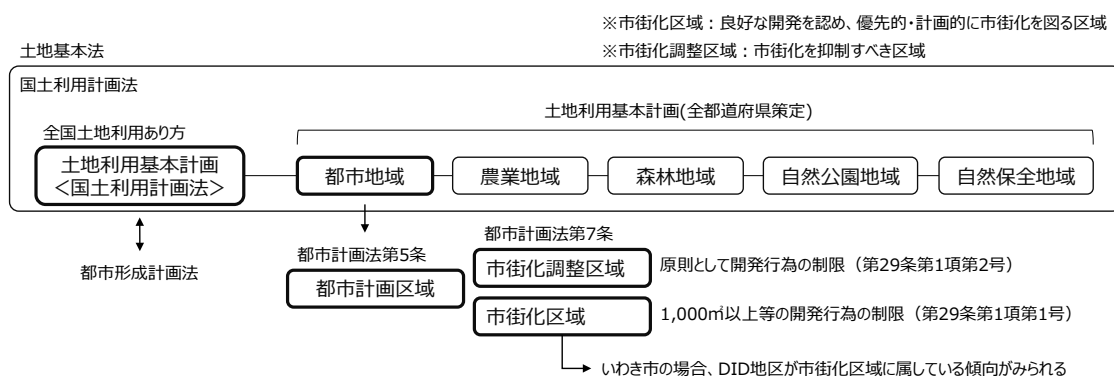 ※市街化区域：良好な開発を認め、優先的・計画的に市街化を図る区域
土地基本法
※市街化調整区域：市街化を抑制すべき区域
国土利用計画法
土地利用基本計画(全都道府県策定)
全国土地利用あり方
土地利用基本計画
＜国土利用計画法＞
都市地域
農業地域
森林地域
自然公園地域
自然保全地域
都市計画法第7条
都市計画法第5条
市街化調整区域
原則として開発行為の制限（第29条第1項第2号）
都市形成計画法
都市計画区域
市街化区域
1,000㎡以上等の開発行為の制限（第29条第1項第1号）
いわき市の場合、DID地区が市街化区域に属している傾向がみられる